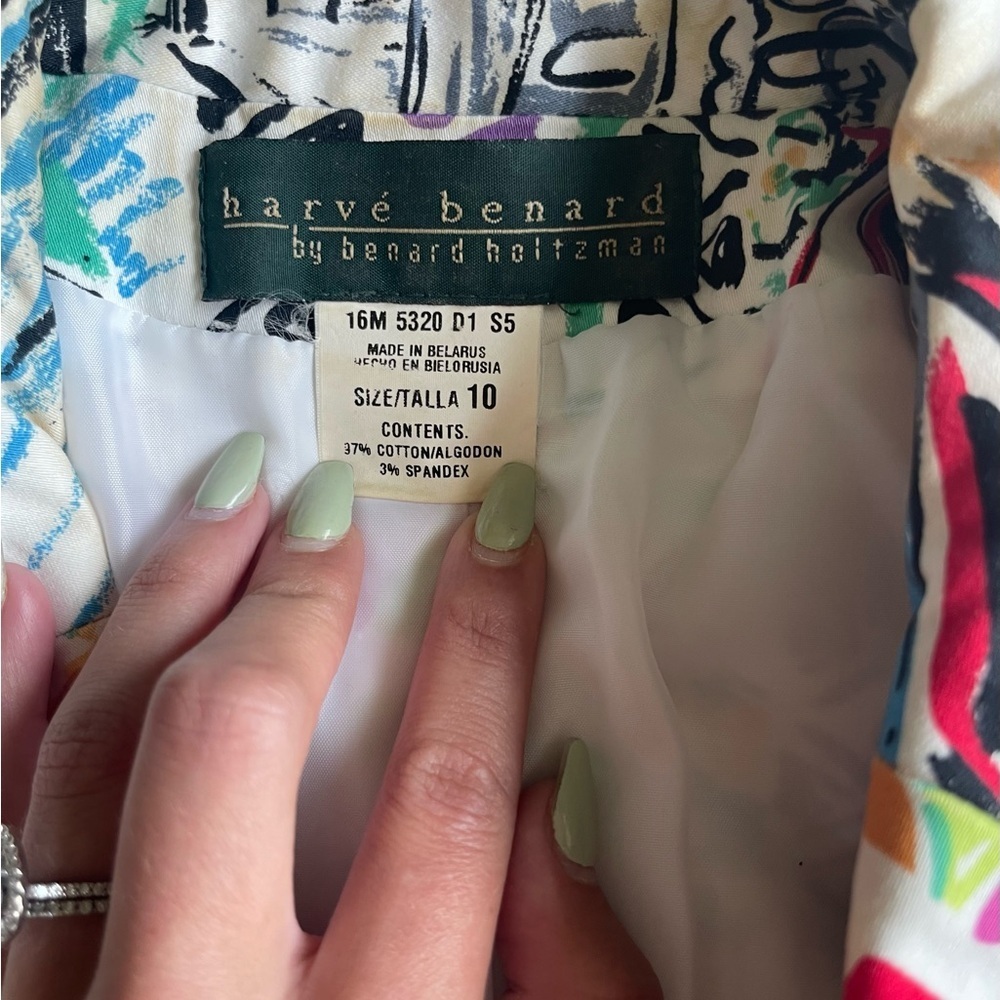 harvé benard
by benard holtzman
16M 5320 D1 S5
MADE IN BELARUS
HECHO EN BIELORUSIA
SIZE/TALLA 10
CONTENTS.
97% COTTON/ALGODON
3% SPANDEX